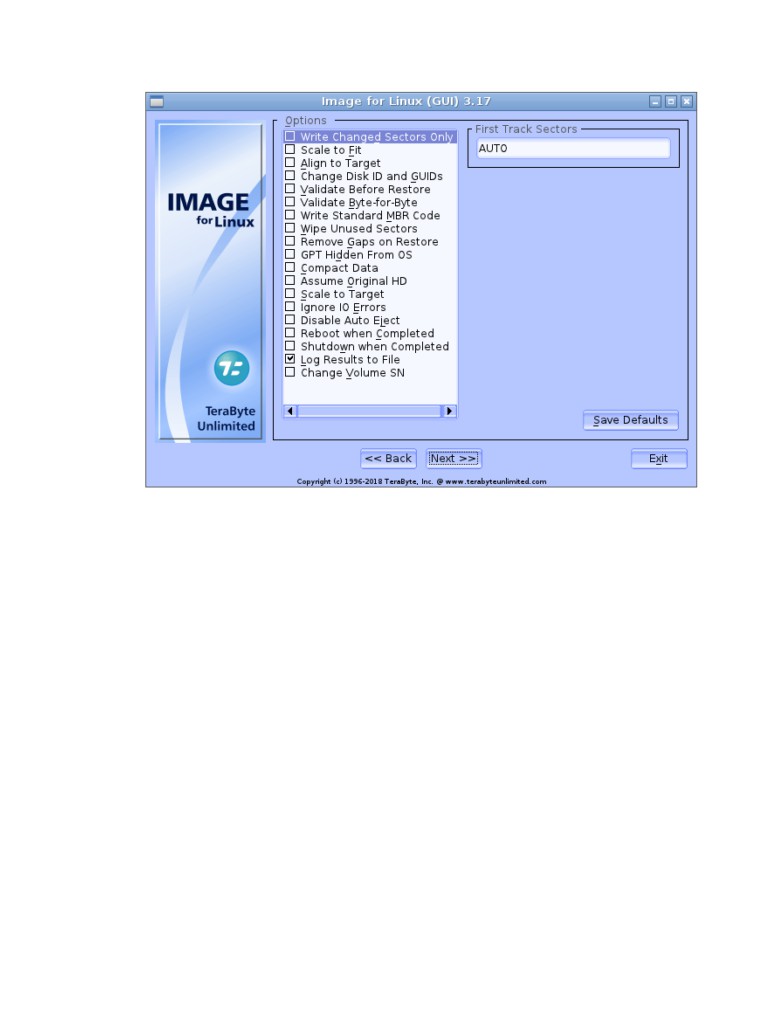 Image for Linux (GUI) 3.17
IMAGE
for Linux
TeraByte
Unlimited
Options
Write Changed Sectors Only
Scale to Fit
Align to Target
Change Disk ID and GUIDs
Validate Before Restore
Validate Byte-for-Byte
Write Standard MBR Code
Wipe Unused Sectors
Remove Gaps on Restore
GPT Hidden From OS
Compact Data
Assume Original HD
Scale to Target
Ignore IO Errors
Disable Auto Eject
Reboot when Completed
Shutdown when Completed
Log Results to File
Change Volume SN
First Track Sectors
AUTO
Save Defaults
<< Back
Next >>
Exit
Copyright (c) 1996-2018 TeraByte, Inc. @ www.terabyteunlimited.com